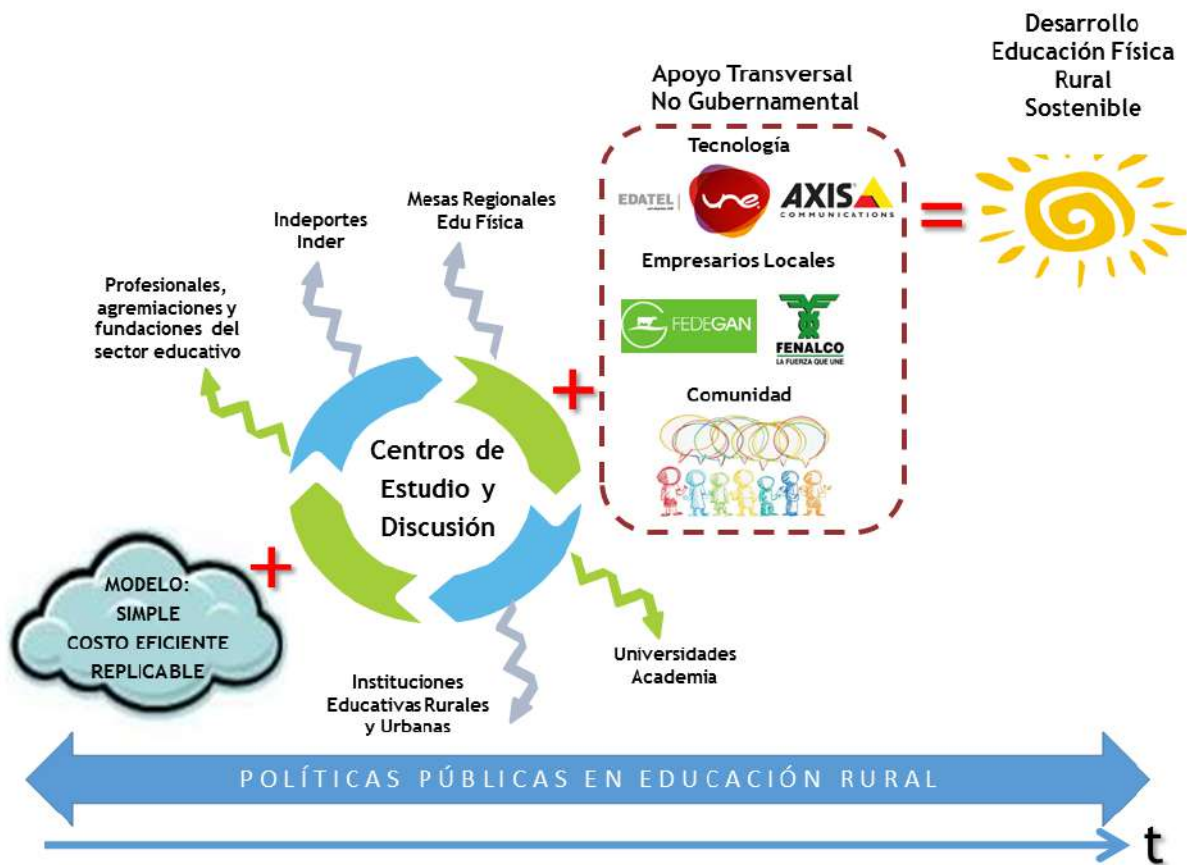 Desarrollo
Educación Física
Rural
Sostenible
Apoyo Transversal
No Gubernamental
Tecnología
EDATEL
une
AXIS
COMMUNICATIONS
Empresarios Locales
FEDEGAN
FENALCO
LA FUERZA QUE UNE
Comunidad
Mesas Regionales
Edu Física
Indeportes
Inder
Profesionales,
agremiaciones y
fundaciones del
sector educativo
Centros de
Estudio y
Discusión
MODELO:
SIMPLE
COSTO EFICIENTE
REPLICABLE
Universidades
Academia
Instituciones
Educativas Rurales
y Urbanas
POLÍTICAS PÚBLICAS EN EDUCACIÓN RURAL
t